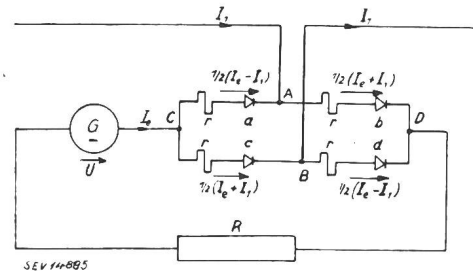 I₁ I₁
½(Iₑ-I₁) ½(Iₑ+I₁)
A
C r a r b D
G Iₑ
r c r d
U B
½(Iₑ+I₁) ½(Iₑ-I₁)
R
SEV 14885